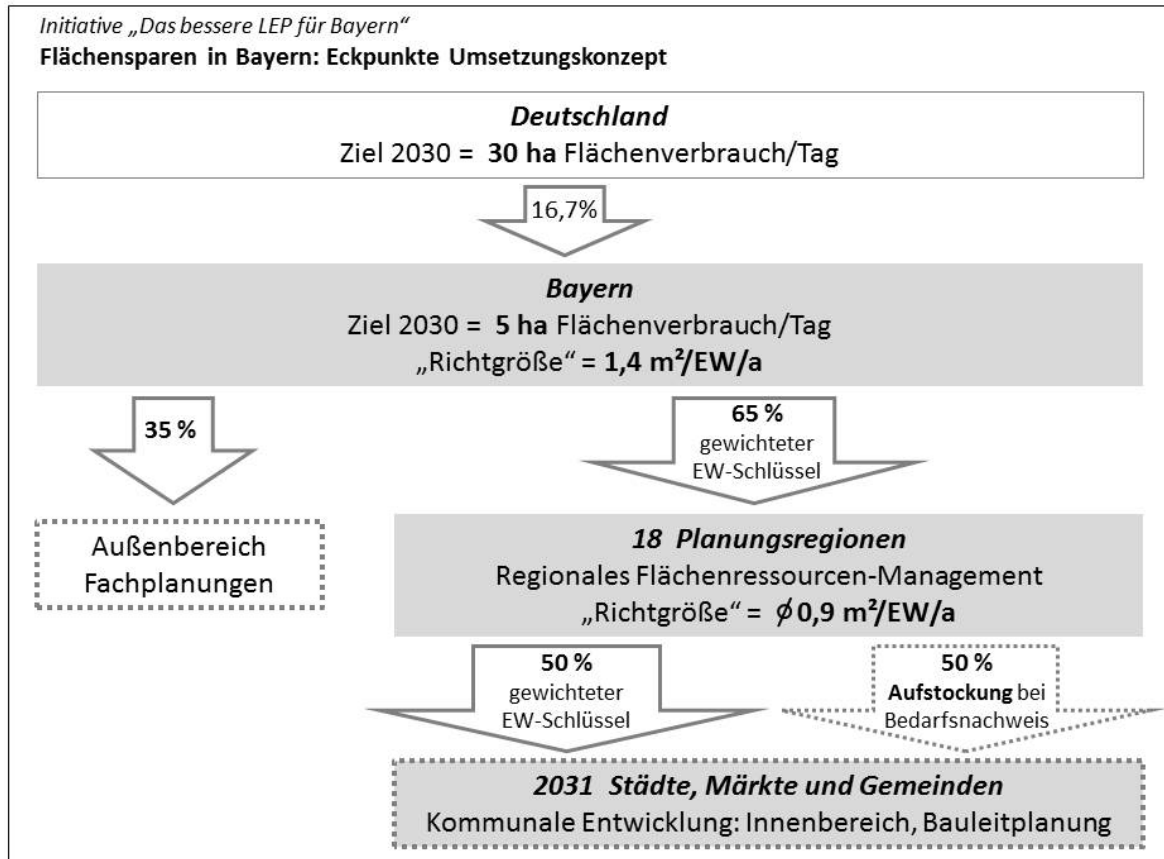 Initiative „Das bessere LEP für Bayern“
Flächensparen in Bayern: Eckpunkte Umsetzungskonzept
Deutschland
Ziel 2030 = 30 ha Flächenverbrauch/Tag
16,7%
Bayern
Ziel 2030 = 5 ha Flächenverbrauch/Tag
„Richtgröße“ = 1,4 m²/EW/a
35 %
65 %
gewichteter
EW-Schlüssel
Außenbereich
Fachplanungen
18 Planungsregionen
Regionales Flächenressourcen-Management
„Richtgröße“ = ∅ 0,9 m²/EW/a
50 %
gewichteter
EW-Schlüssel
50 %
Aufstockung bei
Bedarfsnachweis
2031 Städte, Märkte und Gemeinden
Kommunale Entwicklung: Innenbereich, Bauleitplanung